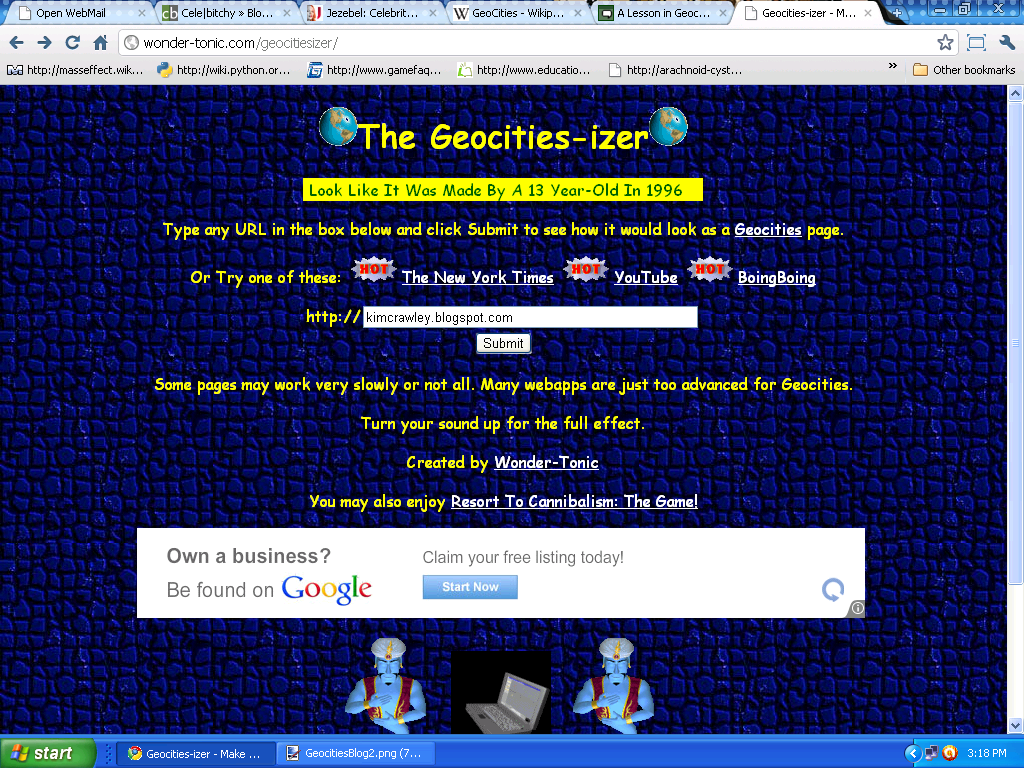 Open WebMail
Cele|bitchy » Blo...
Jezebel: Celebrit...
GeoCities - Wikip...
A Lesson in Geoc...
Geocities-izer - M...
wonder-tonic.com/geocitiesizer/
http://masseffect.wik...
http://wiki.python.or...
http://www.gamefaq...
http://www.educatio...
http://arachnoid-cyst...
»
Other bookmarks
The Geocities-izer
Look Like It Was Made By A 13 Year-Old In 1996
Type any URL in the box below and click Submit to see how it would look as a Geocities page.
Or Try one of these: HOT The New York Times HOT YouTube HOT BoingBoing
http:// kimcrawley.blogspot.com
Submit
Some pages may work very slowly or not all. Many webapps are just too advanced for Geocities.
Turn your sound up for the full effect.
Created by Wonder-Tonic
You may also enjoy Resort To Cannibalism: The Game!
Own a business?
Be found on Google
Claim your free listing today!
Start Now
start
Geocities-izer - Make ...
GeocitiesBlog2.png (7...
3:18 PM